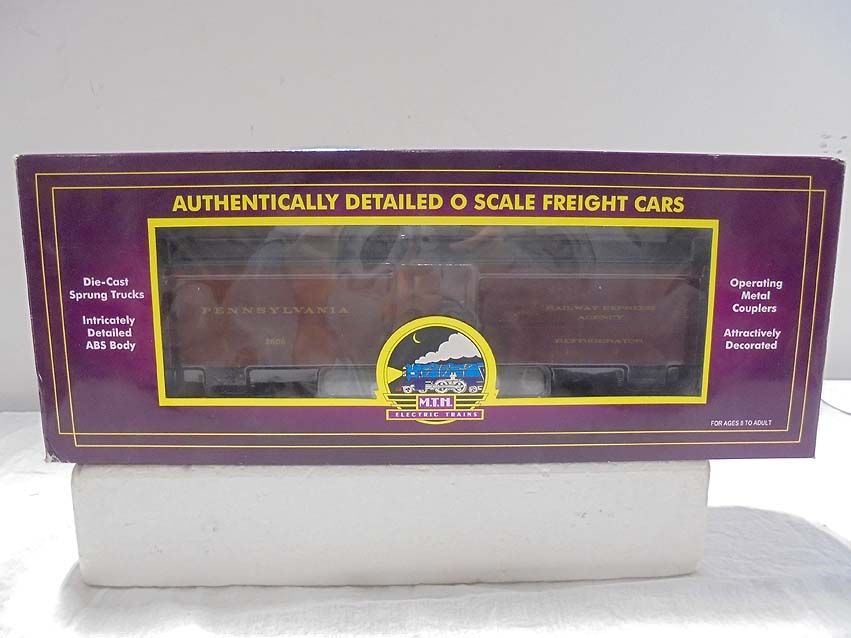 AUTHENTICALLY DETAILED O SCALE FREIGHT CARS
Die-Cast
Sprung Trucks
Intricately
Detailed
ABS Body
PENNSYLVANIA
2606
RAILWAY EXPRESS
AGENCY
REFRIGERATOR
Operating
Metal
Couplers
Attractively
Decorated
M.T.H.
ELECTRIC TRAINS
FOR AGES 8 TO ADULT